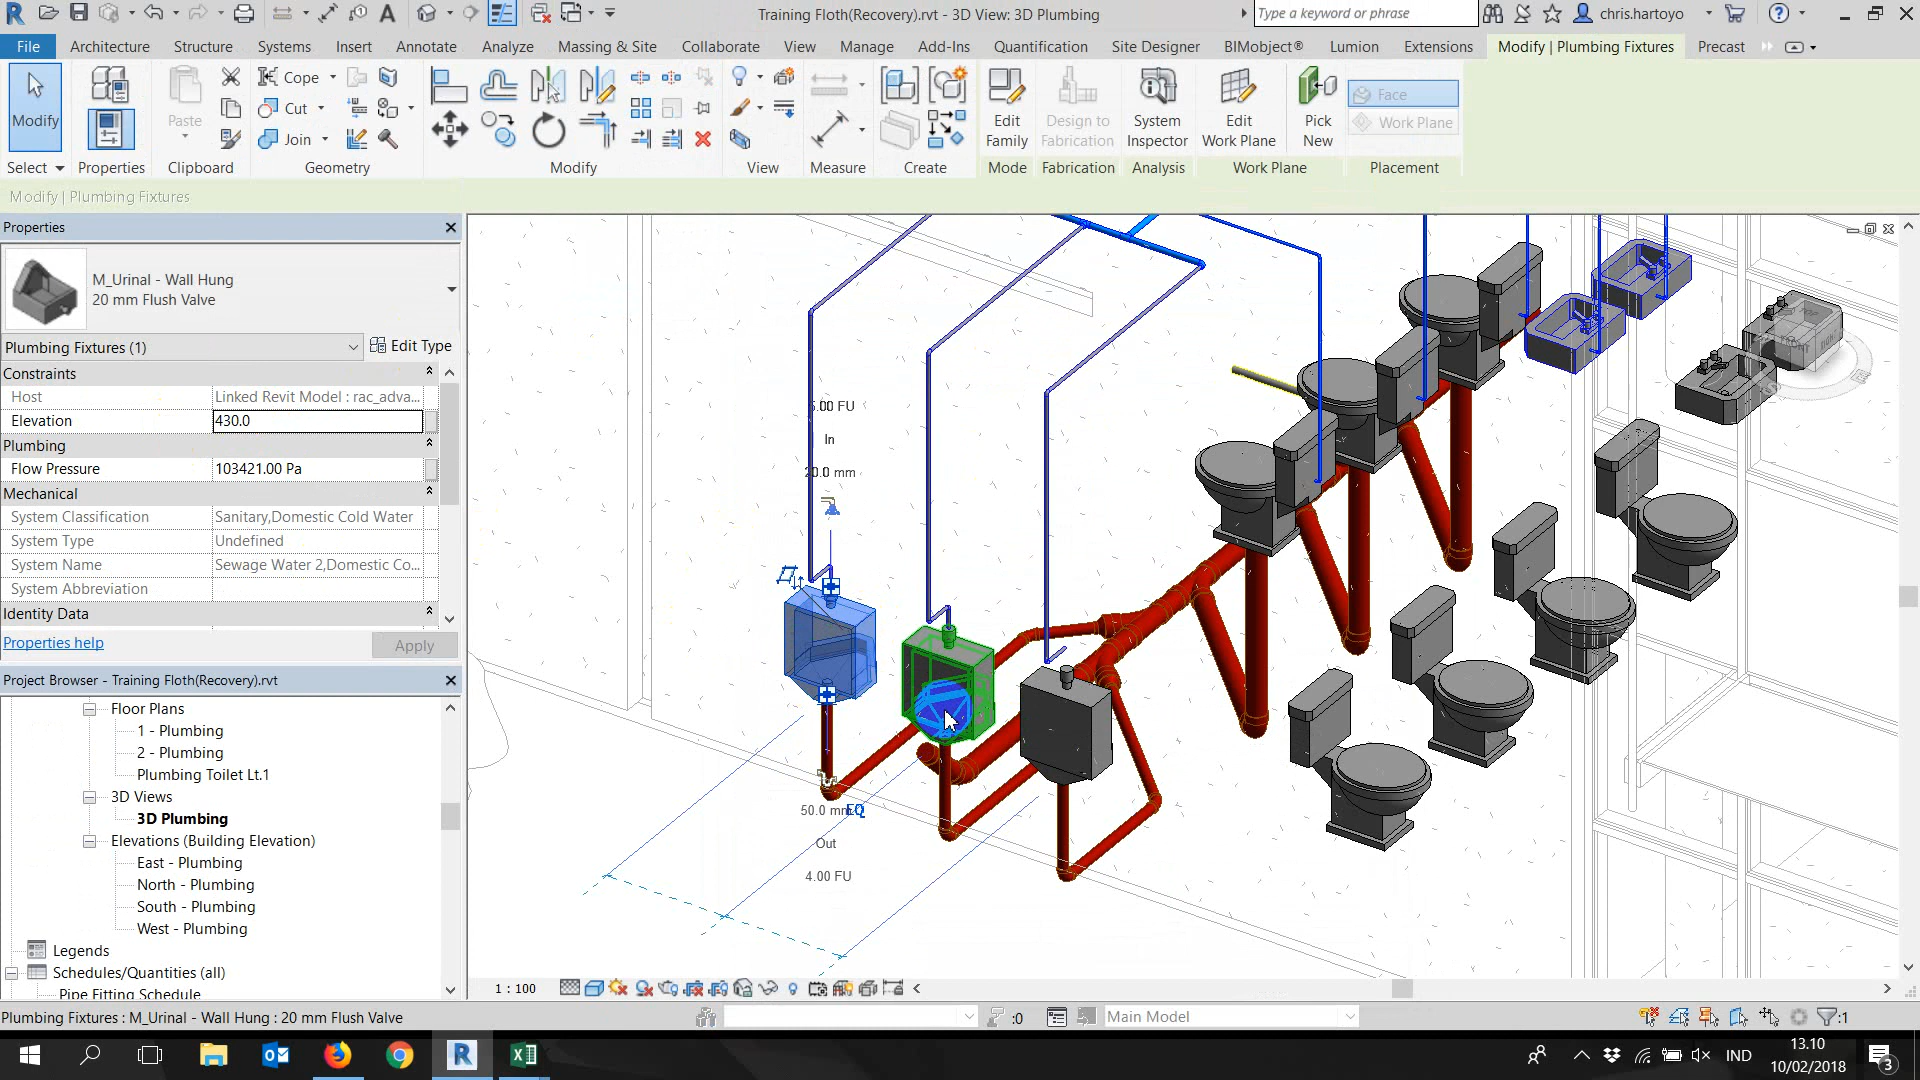 Training Floth(Recovery).rvt - 3D View: 3D Plumbing
Type a keyword or phrase
chris.hartoyo
File Architecture Structure Systems Insert Annotate Analyze Massing & Site Collaborate View Manage Add-Ins Quantification Site Designer BIMobject® Lumion Extensions Modify | Plumbing Fixtures Precast
Modify
Paste
Cope
Cut
Join
Edit Family
Design to Fabrication
System Inspector
Edit Work Plane
Pick New
Face
Work Plane
Select Properties Clipboard Geometry Modify View Measure Create Mode Fabrication Analysis Work Plane Placement
Modify | Plumbing Fixtures
Properties
M_Urinal - Wall Hung
20 mm Flush Valve
Plumbing Fixtures (1) Edit Type
Constraints
Host Linked Revit Model : rac_adva...
Elevation 430.0
Plumbing
Flow Pressure 103421.00 Pa
Mechanical
System Classification Sanitary,Domestic Cold Water
System Type Undefined
System Name Sewage Water 2,Domestic Co...
System Abbreviation
Identity Data
Properties help Apply
Project Browser - Training Floth(Recovery).rvt
Floor Plans
1 - Plumbing
2 - Plumbing
Plumbing Toilet Lt.1
3D Views
3D Plumbing
Elevations (Building Elevation)
East - Plumbing
North - Plumbing
South - Plumbing
West - Plumbing
Legends
Schedules/Quantities (all)
Pipe Fitting Schedule
5.00 FU
In
20.0 mm
50.0 mm
EQ
Out
4.00 FU
1 : 100
Plumbing Fixtures : M_Urinal - Wall Hung : 20 mm Flush Valve
:0
Main Model
:1
IND
13.10
10/02/2018
3